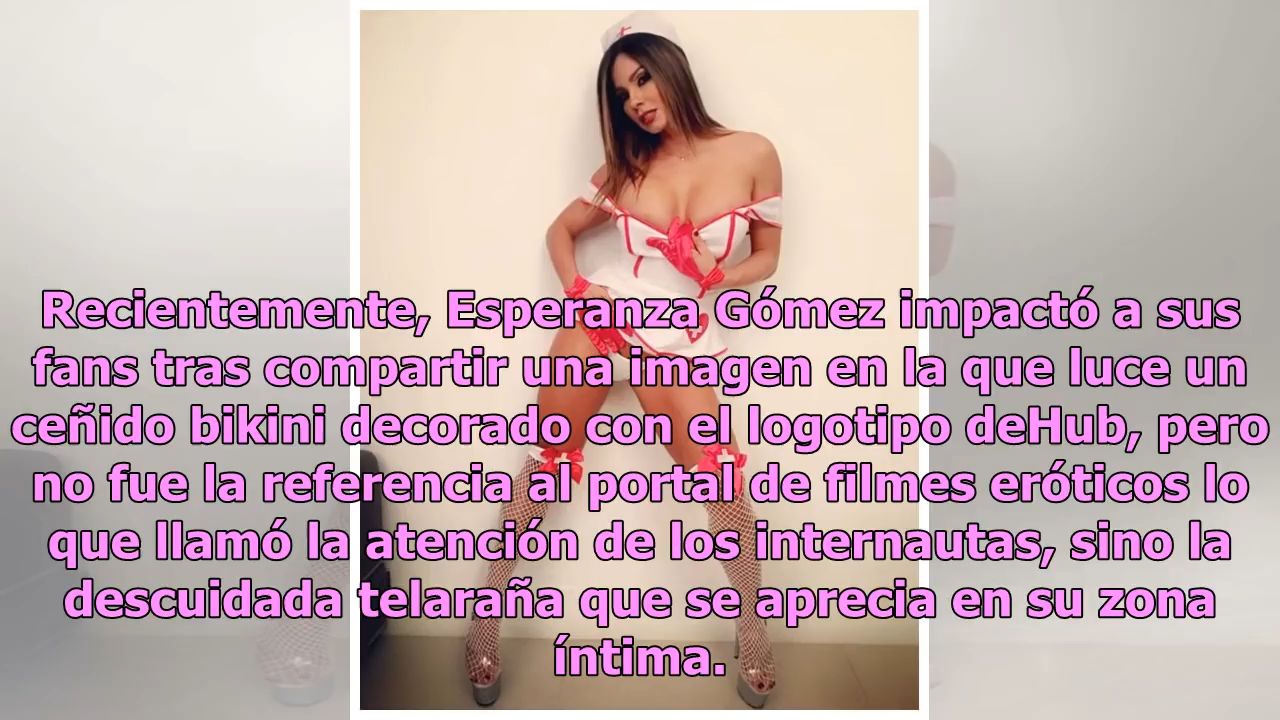 Recientemente, Esperanza Gómez impactó a sus
fans tras compartir una imagen en la que luce un
ceñido bikini decorado con el logotipo deHub, pero
no fue la referencia al portal de filmes eróticos lo
que llamó la atención de los internautas, sino la
descuidada telaraña que se aprecia en su zona
íntima.